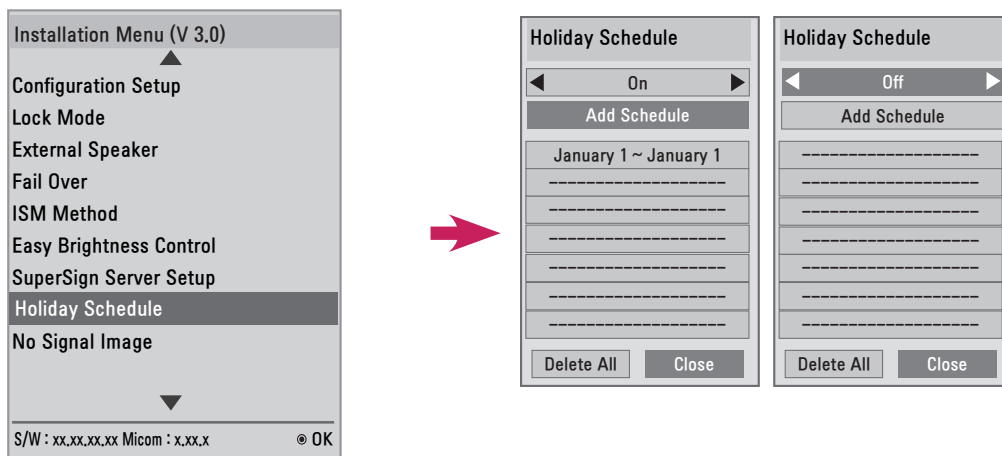 Installation Menu (V 3.0)
Configuration Setup
Lock Mode
External Speaker
Fail Over
ISM Method
Easy Brightness Control
SuperSign Server Setup
Holiday Schedule
No Signal Image
S/W : xx.xx.xx.xx Micom : x.xx.x ◉ OK
Holiday Schedule
On
Add Schedule
January 1 ~ January 1
-------------------
-------------------
-------------------
-------------------
-------------------
-------------------
Delete All Close
Holiday Schedule
Off
Add Schedule
-------------------
-------------------
-------------------
-------------------
-------------------
-------------------
-------------------
Delete All Close